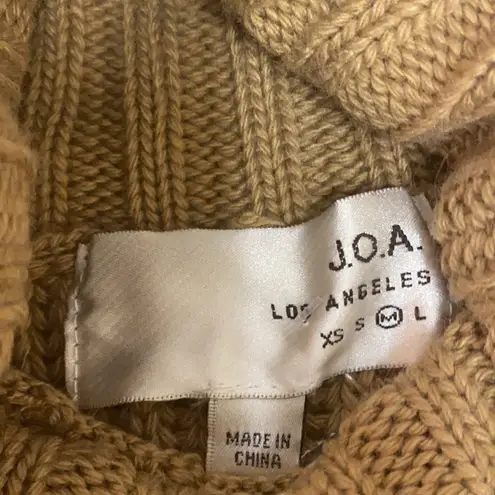 J.O.A.
LOS ANGELES
XS S M L
MADE IN
CHINA